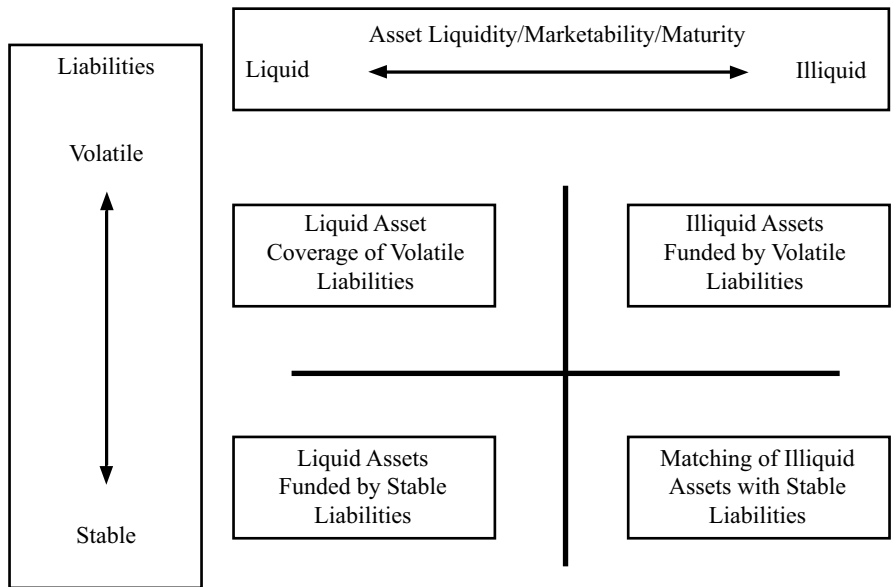 Asset Liquidity/Marketability/Maturity
Liquid
Illiquid
Liabilities
Volatile
Stable
Liquid Asset
Coverage of Volatile
Liabilities
Illiquid Assets
Funded by Volatile
Liabilities
Liquid Assets
Funded by Stable
Liabilities
Matching of Illiquid
Assets with Stable
Liabilities